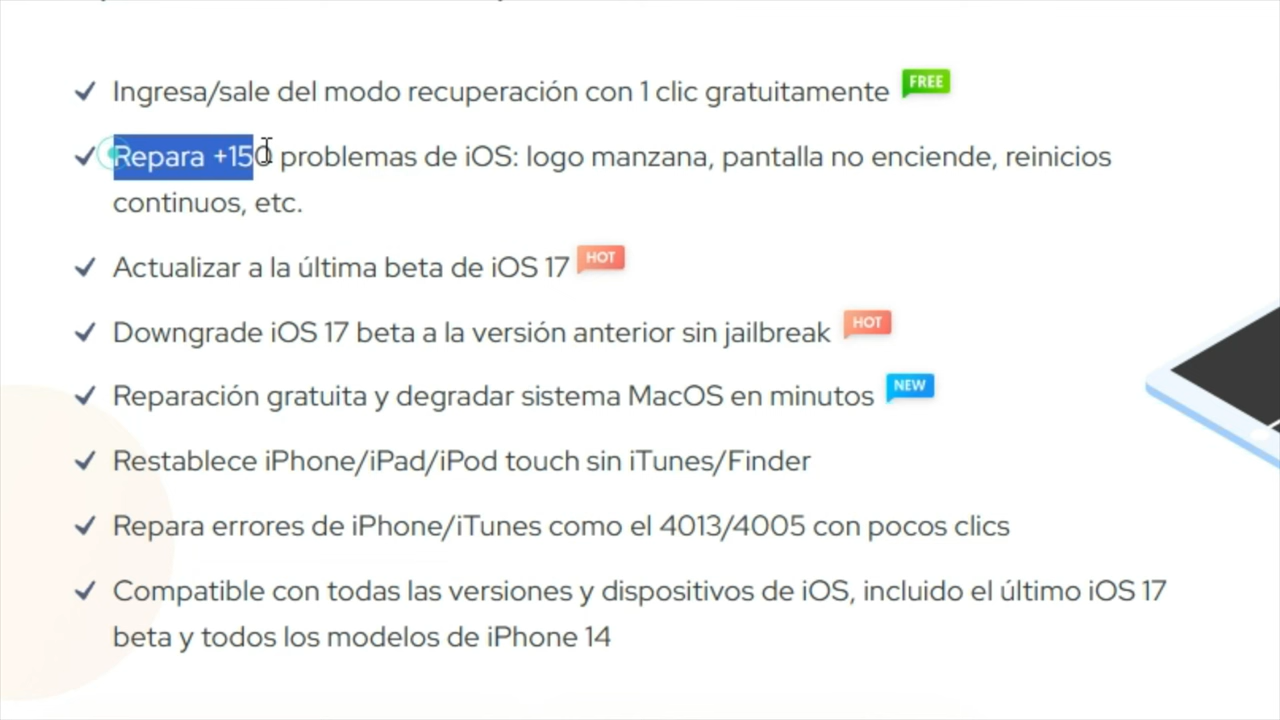 Ingresa/sale del modo recuperación con 1 clic gratuitamente FREE
Repara +150 problemas de iOS: logo manzana, pantalla no enciende, reinicios
continuos, etc.
Actualizar a la última beta de iOS 17 HOT
Downgrade iOS 17 beta a la versión anterior sin jailbreak HOT
Reparación gratuita y degradar sistema MacOS en minutos NEW
Restablece iPhone/iPad/iPod touch sin iTunes/Finder
Repara errores de iPhone/iTunes como el 4013/4005 con pocos clics
Compatible con todas las versiones y dispositivos de iOS, incluido el último iOS 17
beta y todos los modelos de iPhone 14